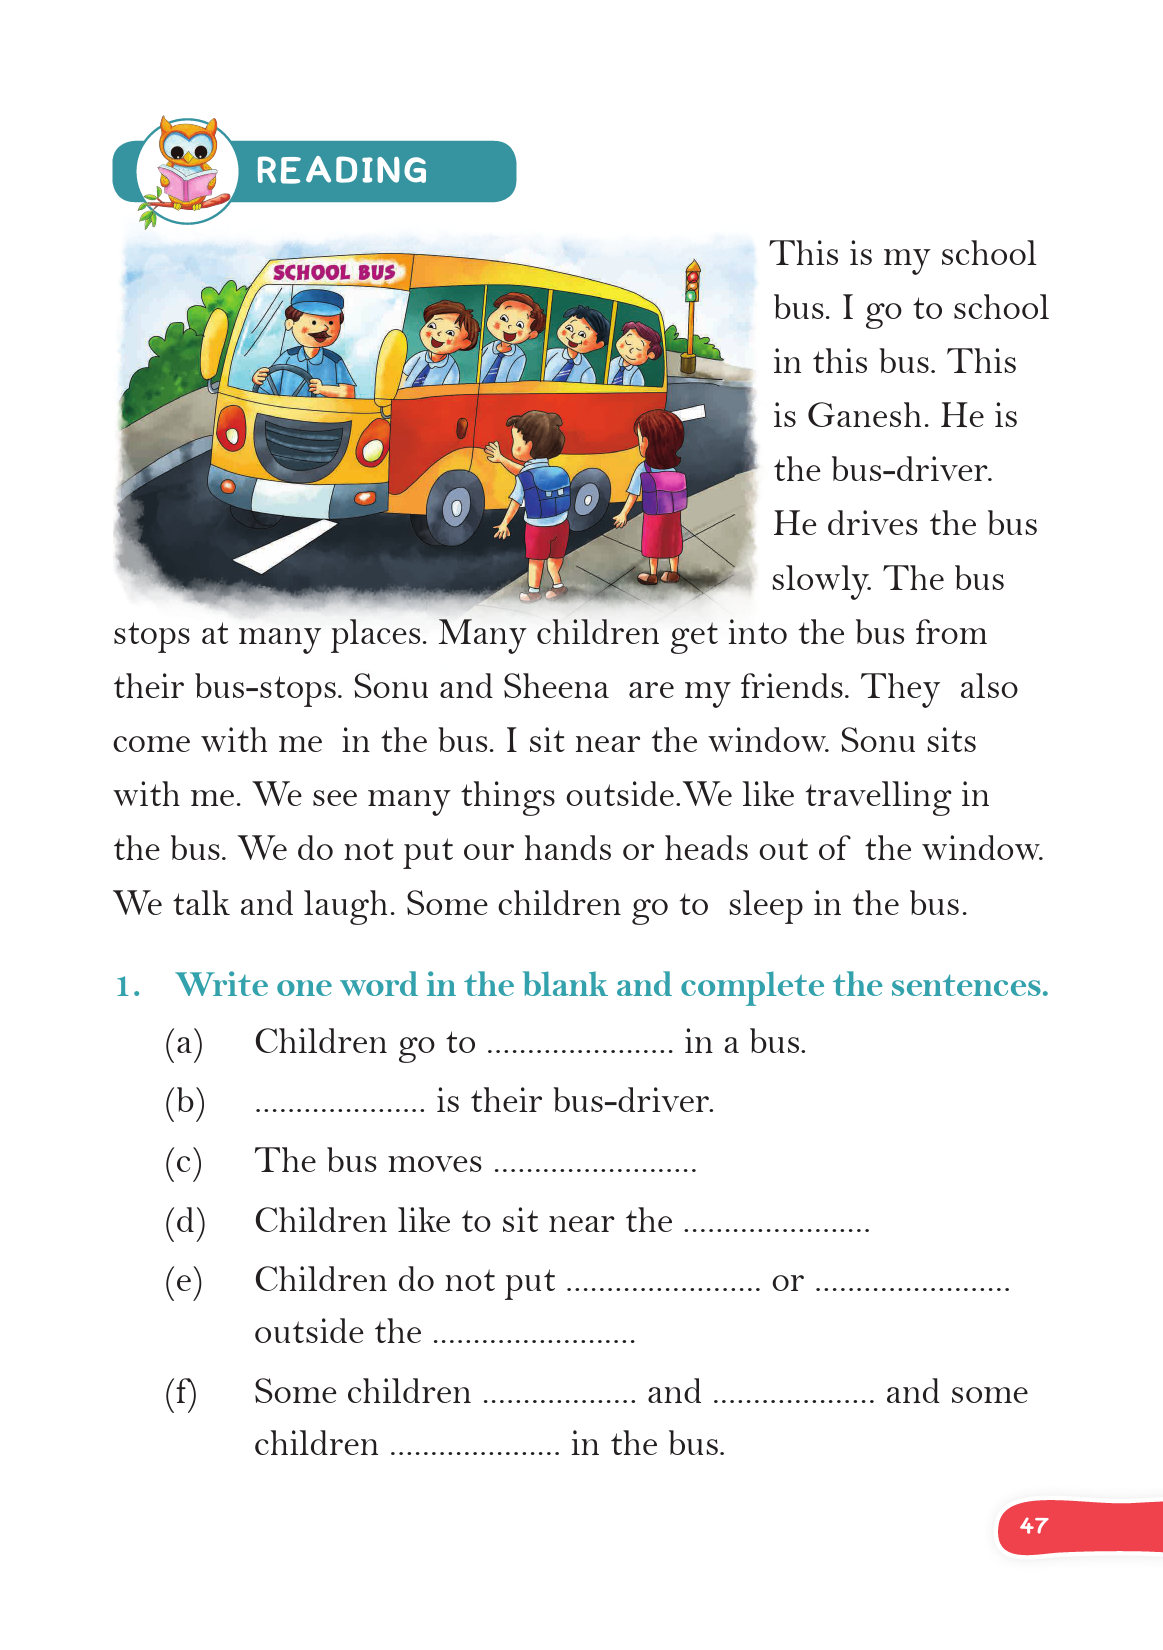 READING
SCHOOL BUS
This is my school
bus. I go to school
in this bus. This
is Ganesh. He is
the bus-driver.
He drives the bus
slowly. The bus
stops at many places. Many children get into the bus from
their bus-stops. Sonu and Sheena are my friends. They also
come with me in the bus. I sit near the window. Sonu sits
with me. We see many things outside.We like travelling in
the bus. We do not put our hands or heads out of the window.
We talk and laugh. Some children go to sleep in the bus.
1. Write one word in the blank and complete the sentences.
(a) Children go to ....................... in a bus.
(b) ..................... is their bus-driver.
(c) The bus moves .........................
(d) Children like to sit near the .......................
(e) Children do not put ........................ or ........................
outside the .........................
(f) Some children ................... and .................... and some
children ..................... in the bus.
47